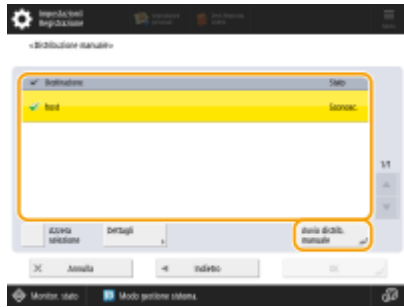 Impostazioni/
Registrazione
<Distribuzione manuale>
Destinazione
Stato
host
Sconosc.
1/1
Azzera
selezione
Dettagli
Avvio distrib.
manuale
Annulla
Indietro
OK
Monitor. stato
Modo gestione sistema.